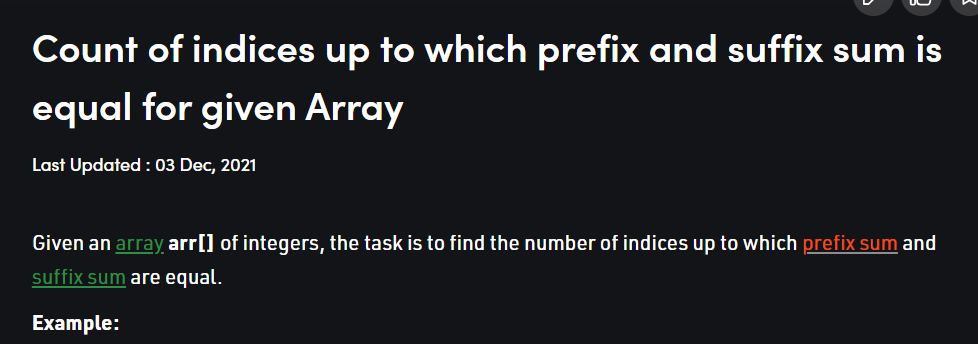 Count of indices up to which prefix and suffix sum is
equal for given Array
Last Updated : 03 Dec, 2021
Given an array arr[] of integers, the task is to find the number of indices up to which prefix sum and
suffix sum are equal.
Example: